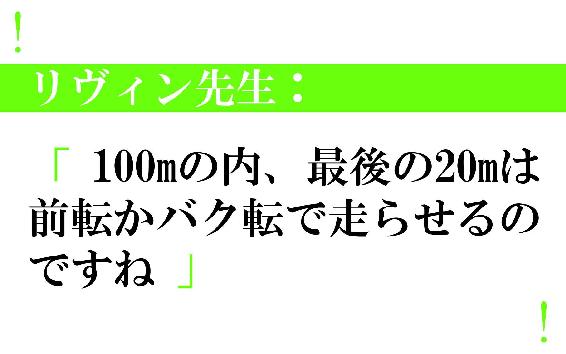 !
リヴィン先生：
「 100mの内、最後の20mは
前転かバク転で走らせるの
ですね 」
!